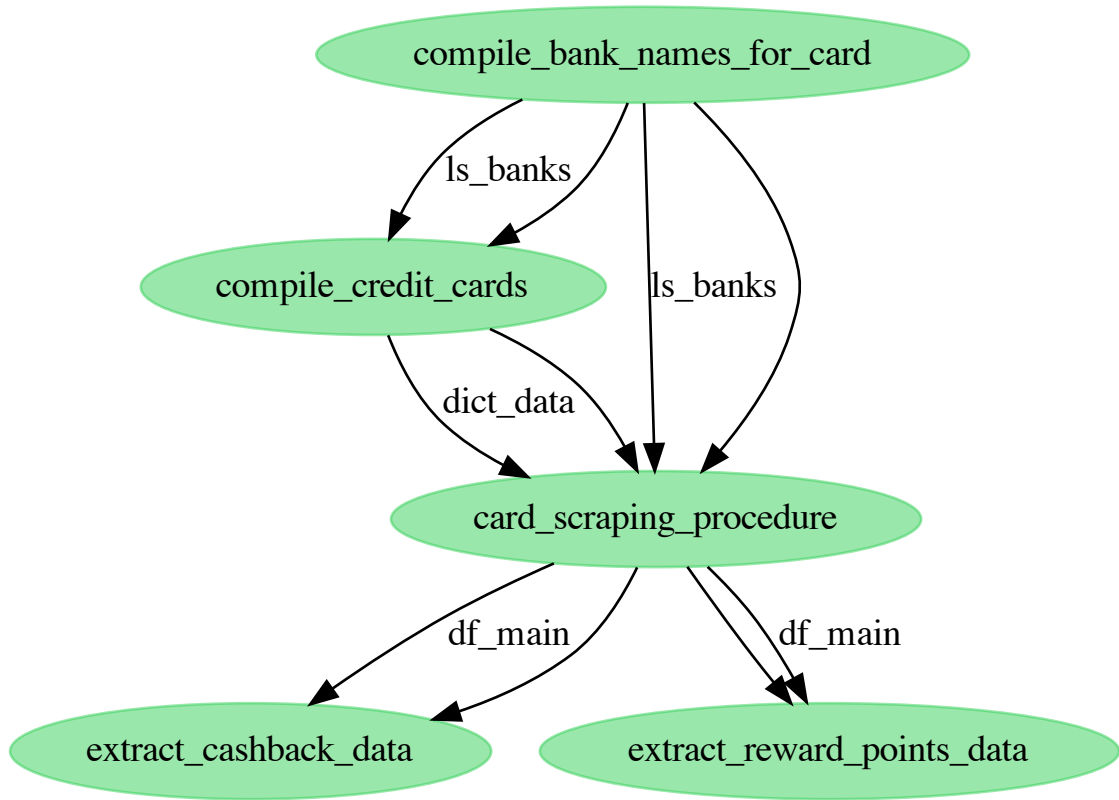 compile_bank_names_for_card
ls_banks
compile_credit_cards
ls_banks
dict_data
card_scraping_procedure
df_main
df_main
extract_cashback_data
extract_reward_points_data